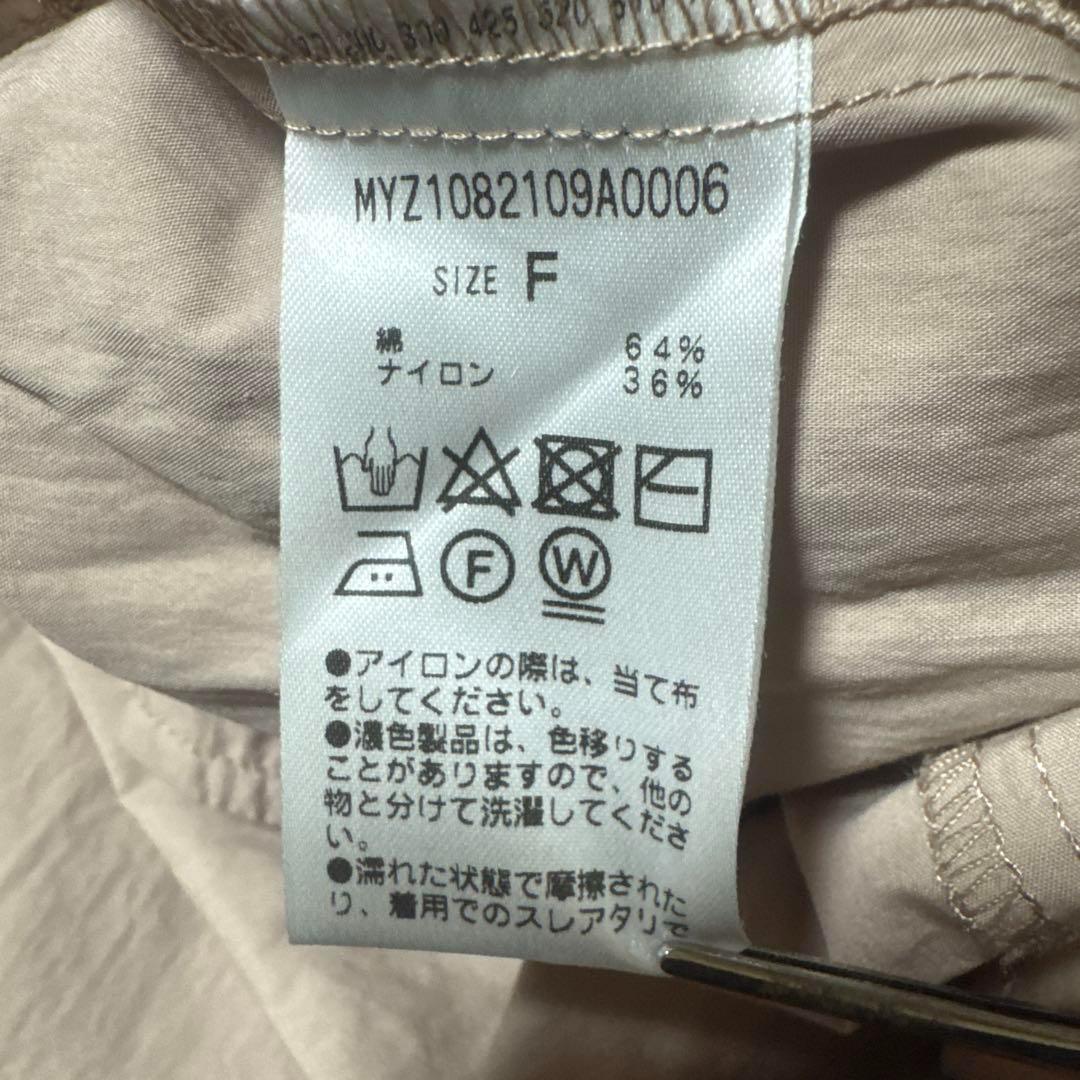 300 425 520
MYZ1082109A0006
SIZE F
綿 64%
ナイロン 36%
F W
●アイロンの際は、当て布
をしてください。
●濃色製品は、色移りする
ことがありますので、他の
物と分けて洗濯してくださ
い。
●濡れた状態で摩擦された
り、着用でのスレアタリで